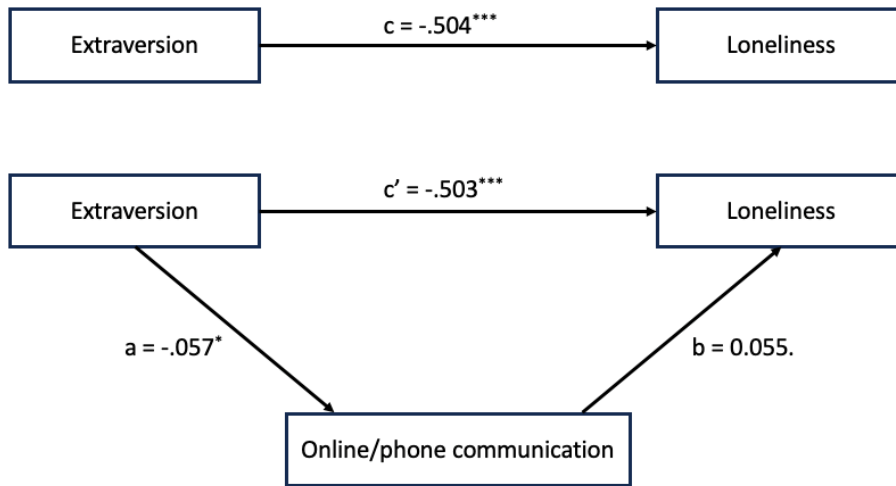 c = -.504***
Extraversion
Loneliness
c’ = -.503***
Extraversion
Loneliness
a = -.057*
b = 0.055.
Online/phone communication